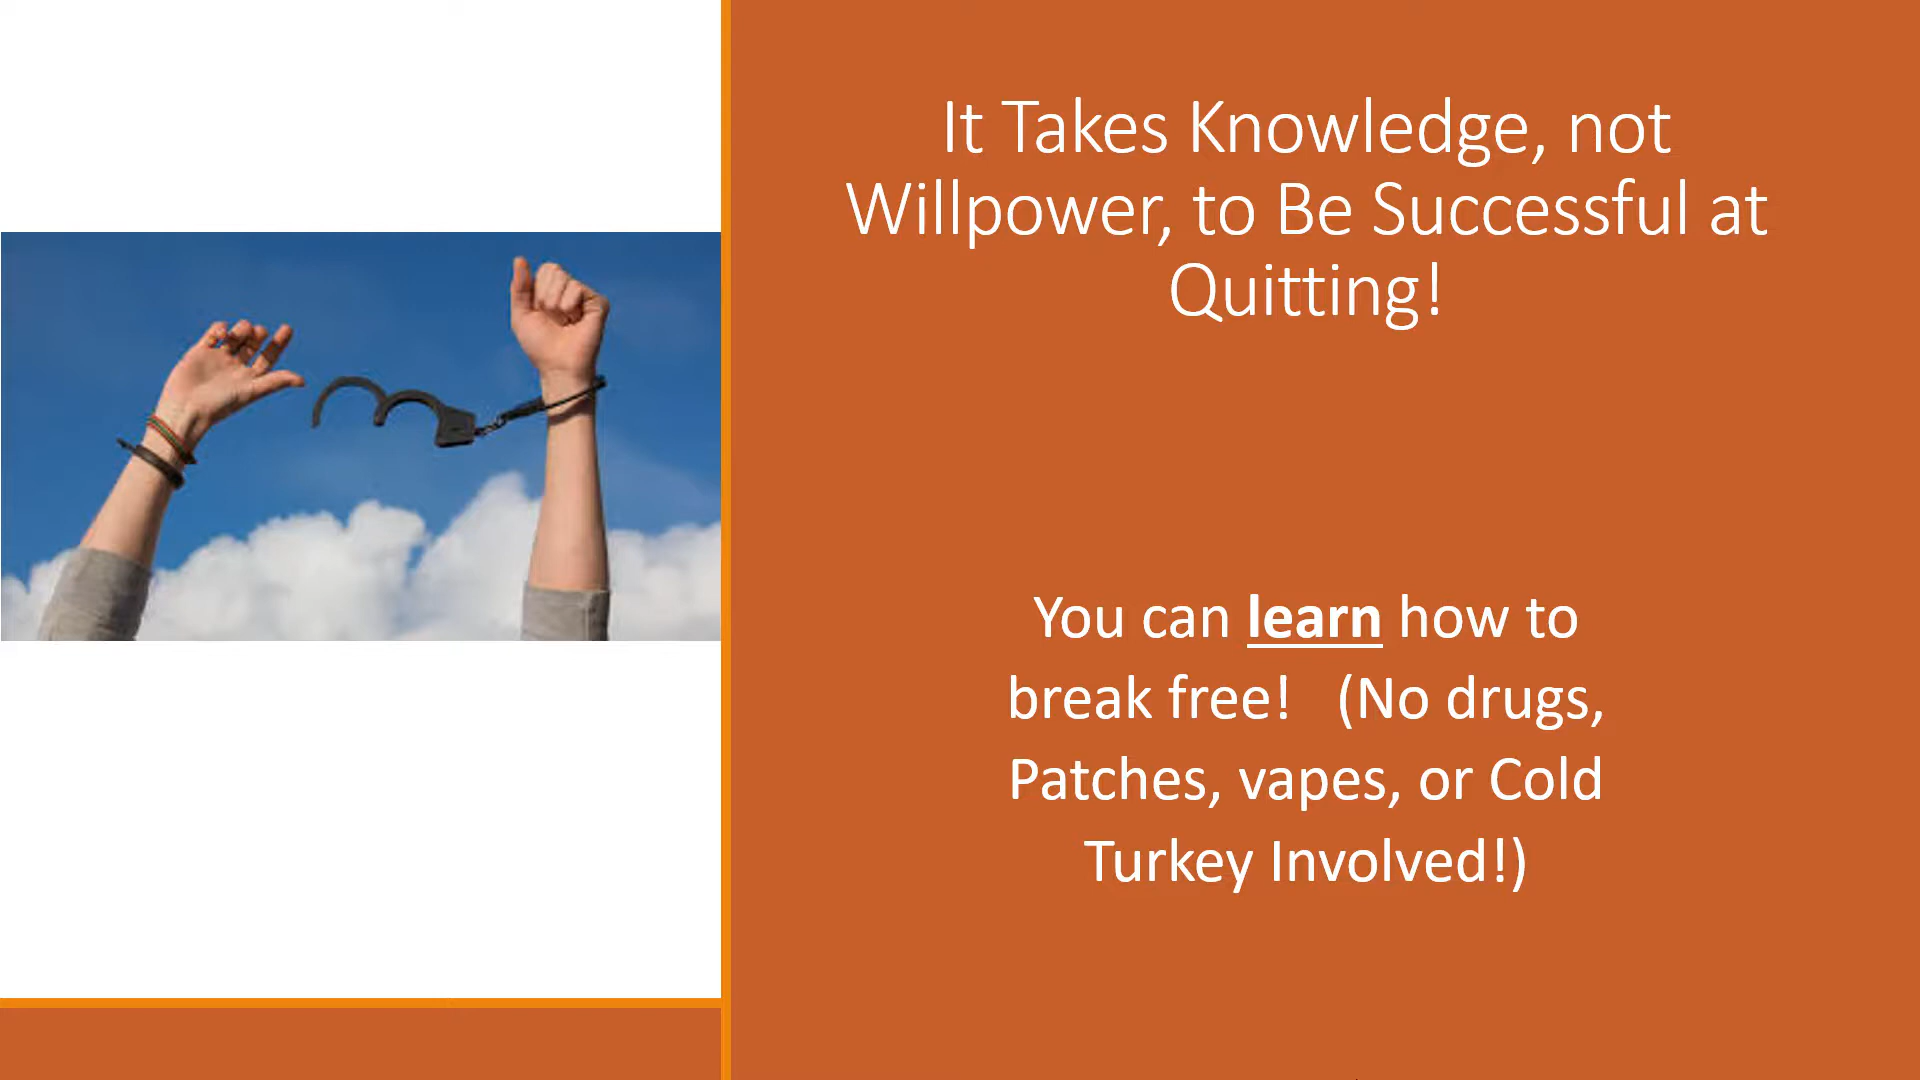 It Takes Knowledge, not
Willpower, to Be Successful at
Quitting!
You can learn how to
break free!   (No drugs,
Patches, vapes, or Cold
Turkey Involved!)